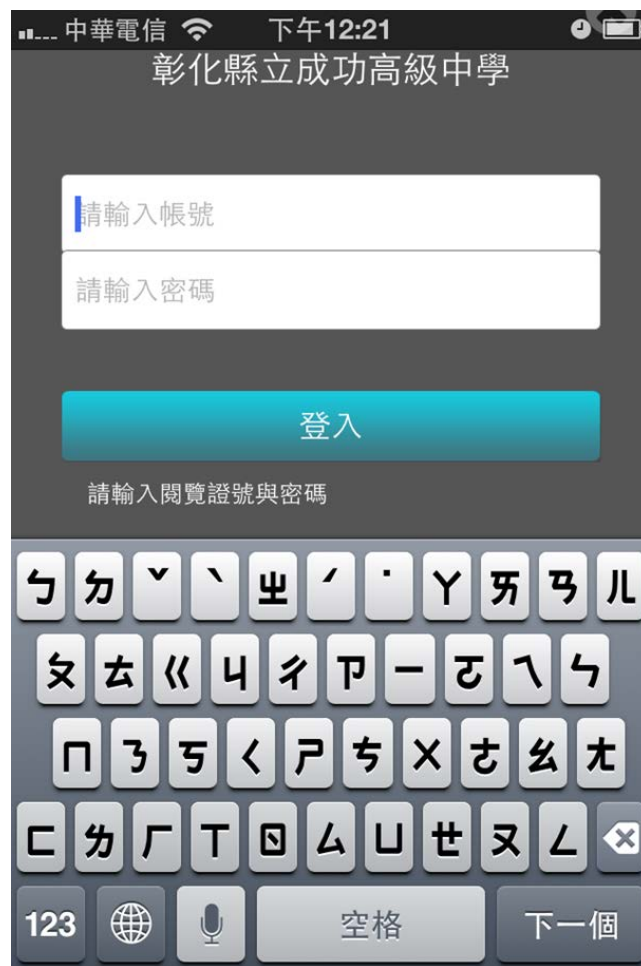 中華電信 下午12:21
彰化縣立成功高級中學
請輸入帳號
請輸入密碼
登入
請輸入閱覽證號與密碼
ㄅ ㄉ ˇ ˋ ㄓ ˊ ˙ ㄚ ㄞ ㄢ ㄦ
ㄆ ㄊ ㄍ ㄐ ㄔ ㄗ ㄧ ㄛ ㄟ ㄣ
ㄇ ㄋ ㄎ ㄑ ㄕ ㄘ ㄨ ㄜ ㄠ ㄤ
ㄈ ㄌ ㄏ ㄒ ㄖ ㄙ ㄩ ㄝ ㄡ ㄥ
123 空格 下一個